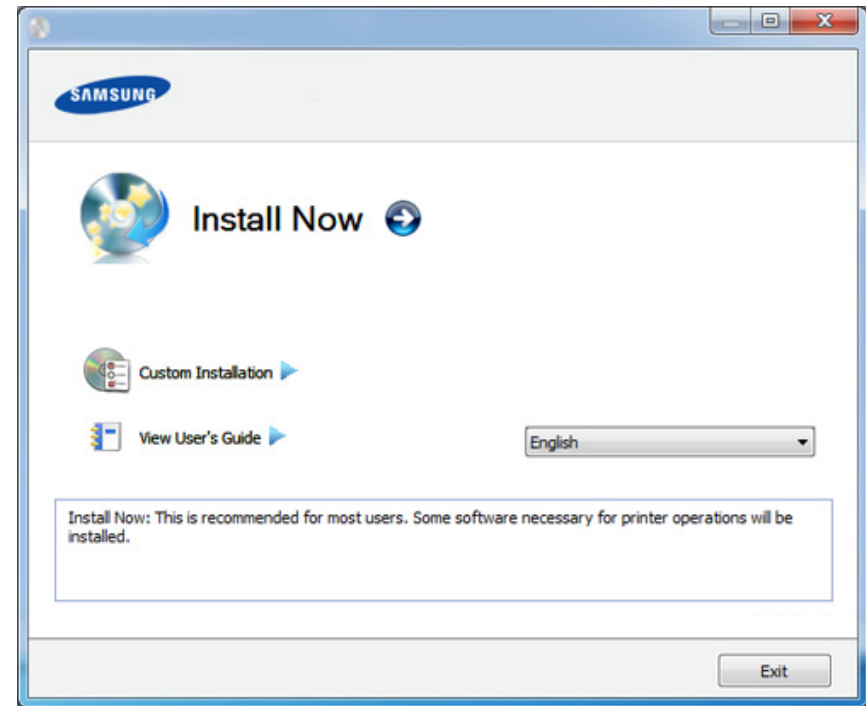 SAMSUNG
Install Now
Custom Installation
View User's Guide
English
Install Now: This is recommended for most users. Some software necessary for printer operations will be
installed.
Exit